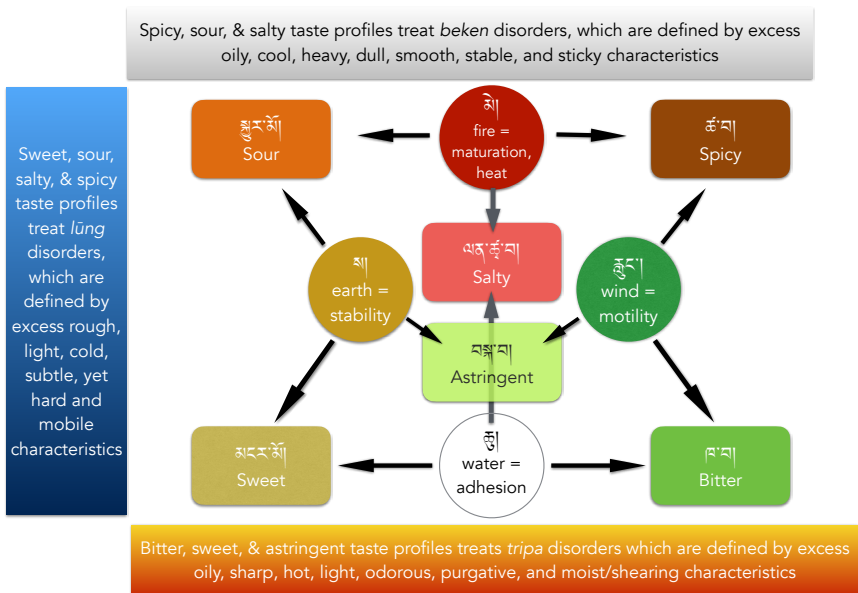 Spicy, sour, & salty taste profiles treat beken disorders, which are defined by excess
oily, cool, heavy, dull, smooth, stable, and sticky characteristics
Sweet, sour,
salty, & spicy
taste profiles
treat lūng
disorders,
which are
defined by
excess rough,
light, cold,
subtle, yet
hard and
mobile
characteristics
སྐྱུར་མོ།
Sour
མེ།
fire =
maturation,
heat
ཚ་བ།
Spicy
ས།
earth =
stability
ལན་ཚྭ་བ།
Salty
རླུང་།
wind =
motility
བསྐ་བ།
Astringent
མངར་མོ།
Sweet
ཆུ།
water =
adhesion
ཁ་བ།
Bitter
Bitter, sweet, & astringent taste profiles treats tripa disorders which are defined by excess
oily, sharp, hot, light, odorous, purgative, and moist/shearing characteristics